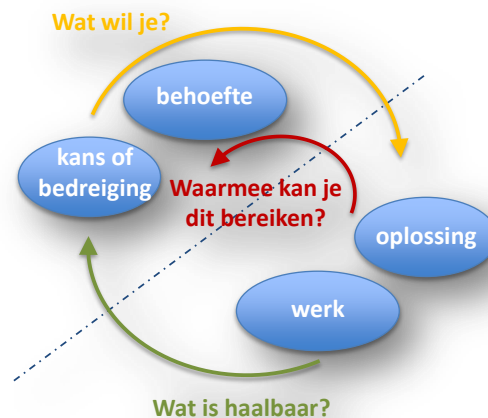 Wat wil je?
behoefte
kans of
bedreiging
Waarmee kan je
dit bereiken?
oplossing
werk
Wat is haalbaar?